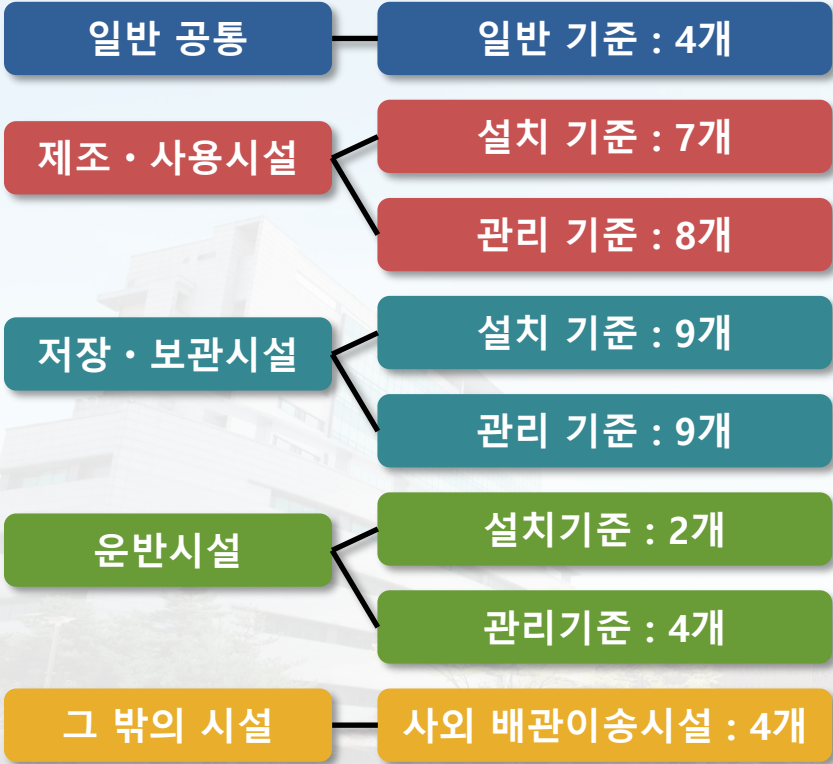 일반 공통
일반 기준 : 4개
제조・사용시설
설치 기준 : 7개
관리 기준 : 8개
저장・보관시설
설치 기준 : 9개
관리 기준 : 9개
운반시설
설치기준 : 2개
관리기준 : 4개
그 밖의 시설
사외 배관이송시설 : 4개